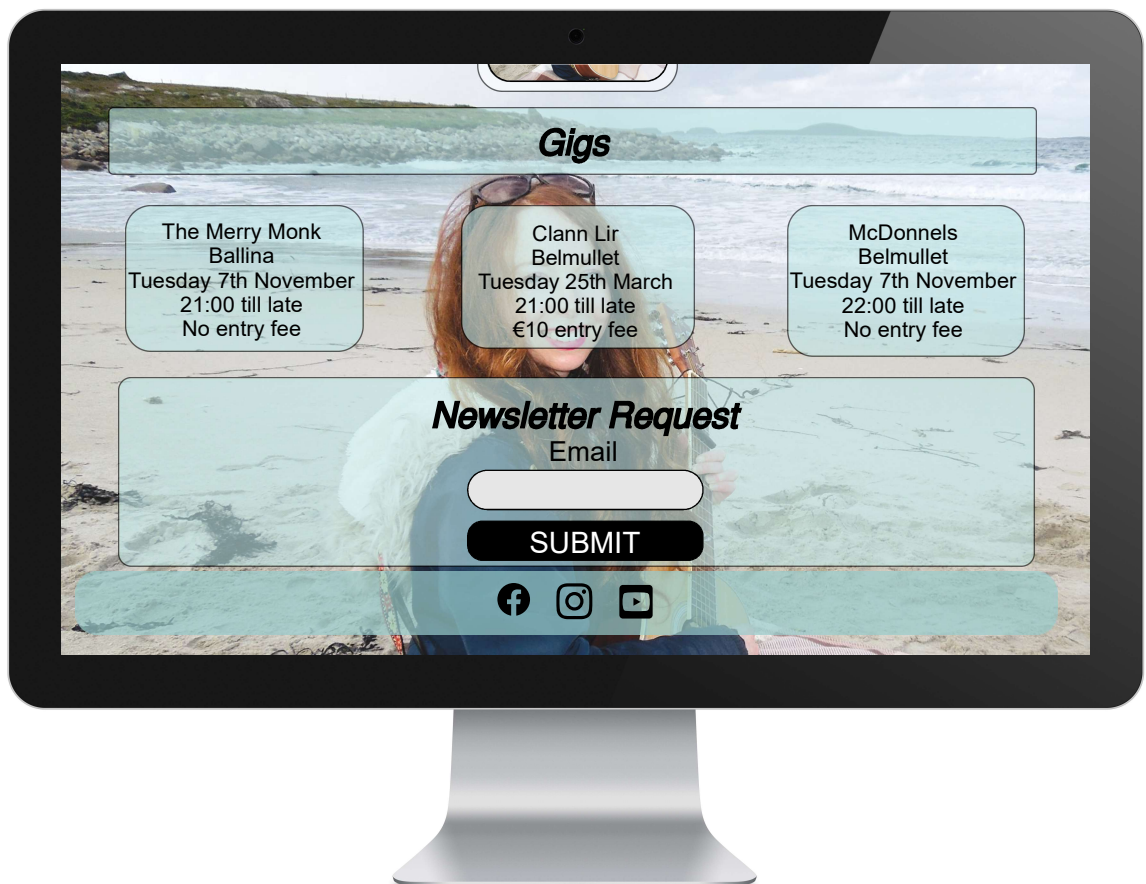 Gigs
The Merry Monk
Ballina
Tuesday 7th November
21:00 till late
No entry fee
Clann Lir
Belmullet
Tuesday 25th March
21:00 till late
€10 entry fee
McDonnels
Belmullet
Tuesday 7th November
22:00 till late
No entry fee
Newsletter Request
Email
SUBMIT